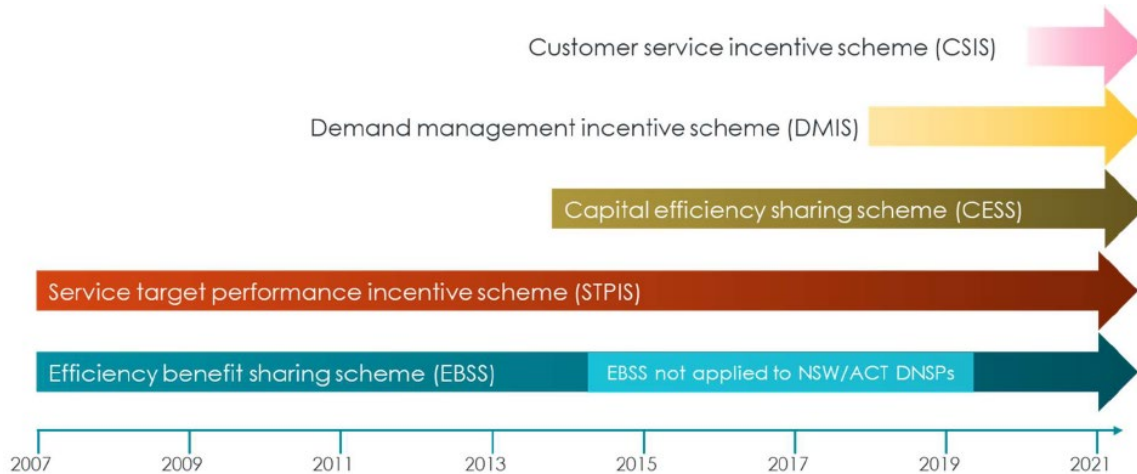 Customer service incentive scheme (CSIS)
Demand management incentive scheme (DMIS)
Capital efficiency sharing scheme (CESS)
Service target performance incentive scheme (STPIS)
Efficiency benefit sharing scheme (EBSS)
EBSS not applied to NSW/ACT DNSPs
2007 2009 2011 2013 2015 2017 2019 2021